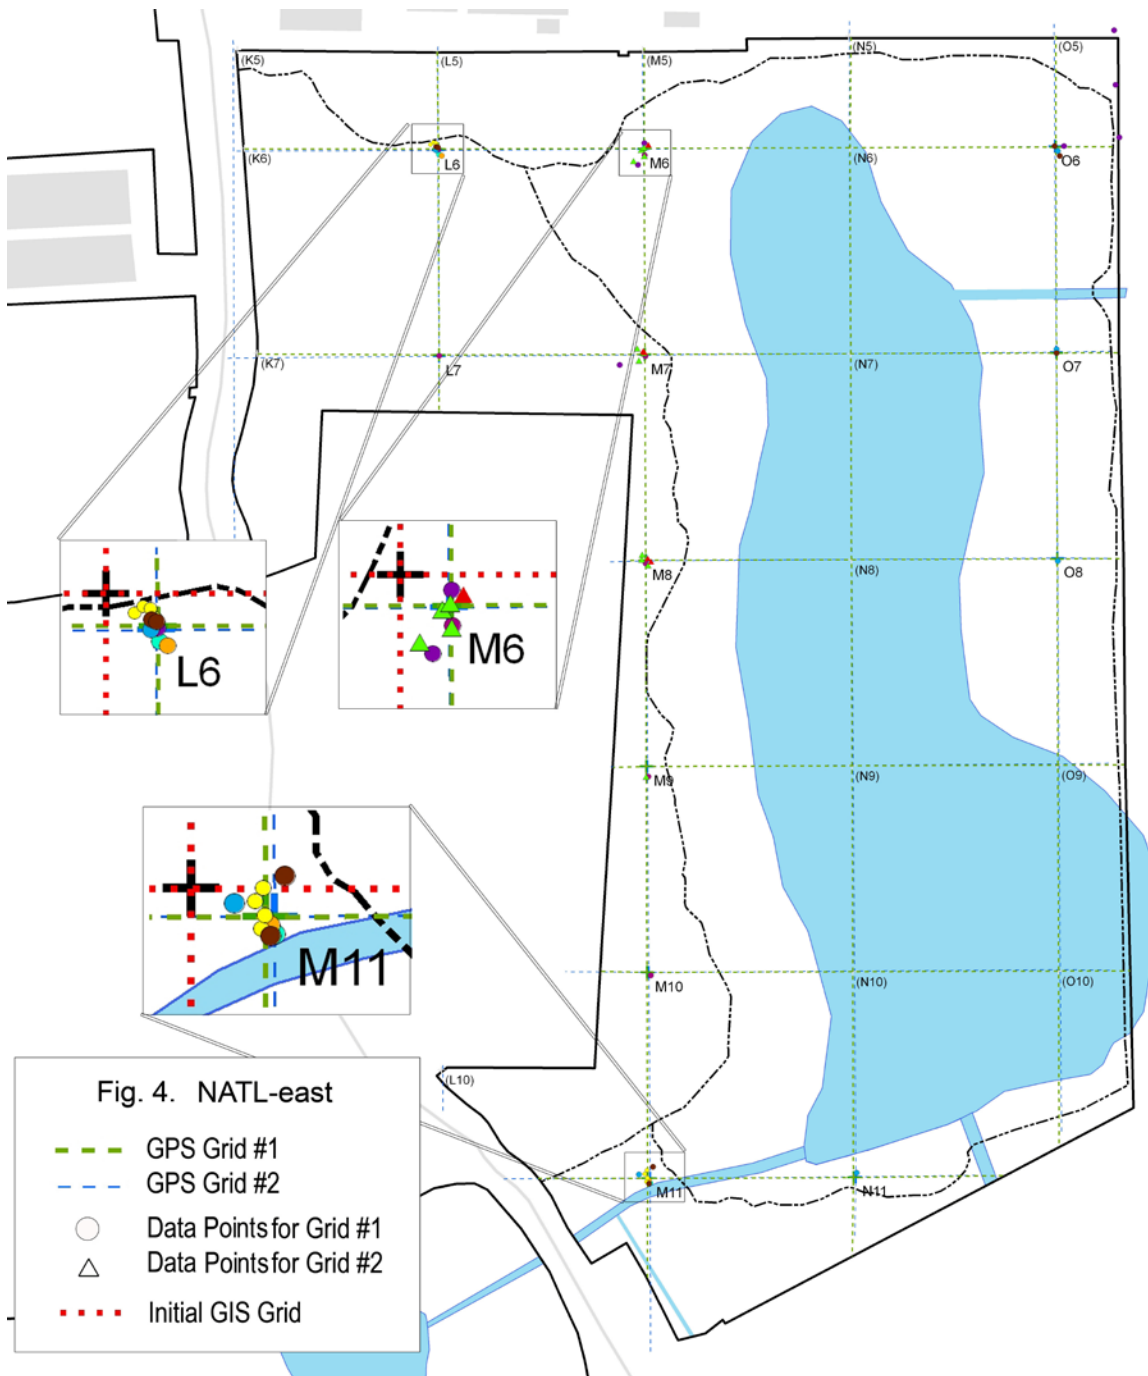 (K5)
(L5)
(M5)
(N5)
(O5)
(K6)
L6
M6
(N6)
O6
(K7)
L7
M7
(N7)
O7
L6
M6
M8
(N8)
O8
M9
(N9)
(O9)
M11
M10
(N10)
(O10)
(L10)
M11
N11
Fig. 4. NATL-east
GPS Grid #1
GPS Grid #2
Data Points for Grid #1
Data Points for Grid #2
Initial GIS Grid